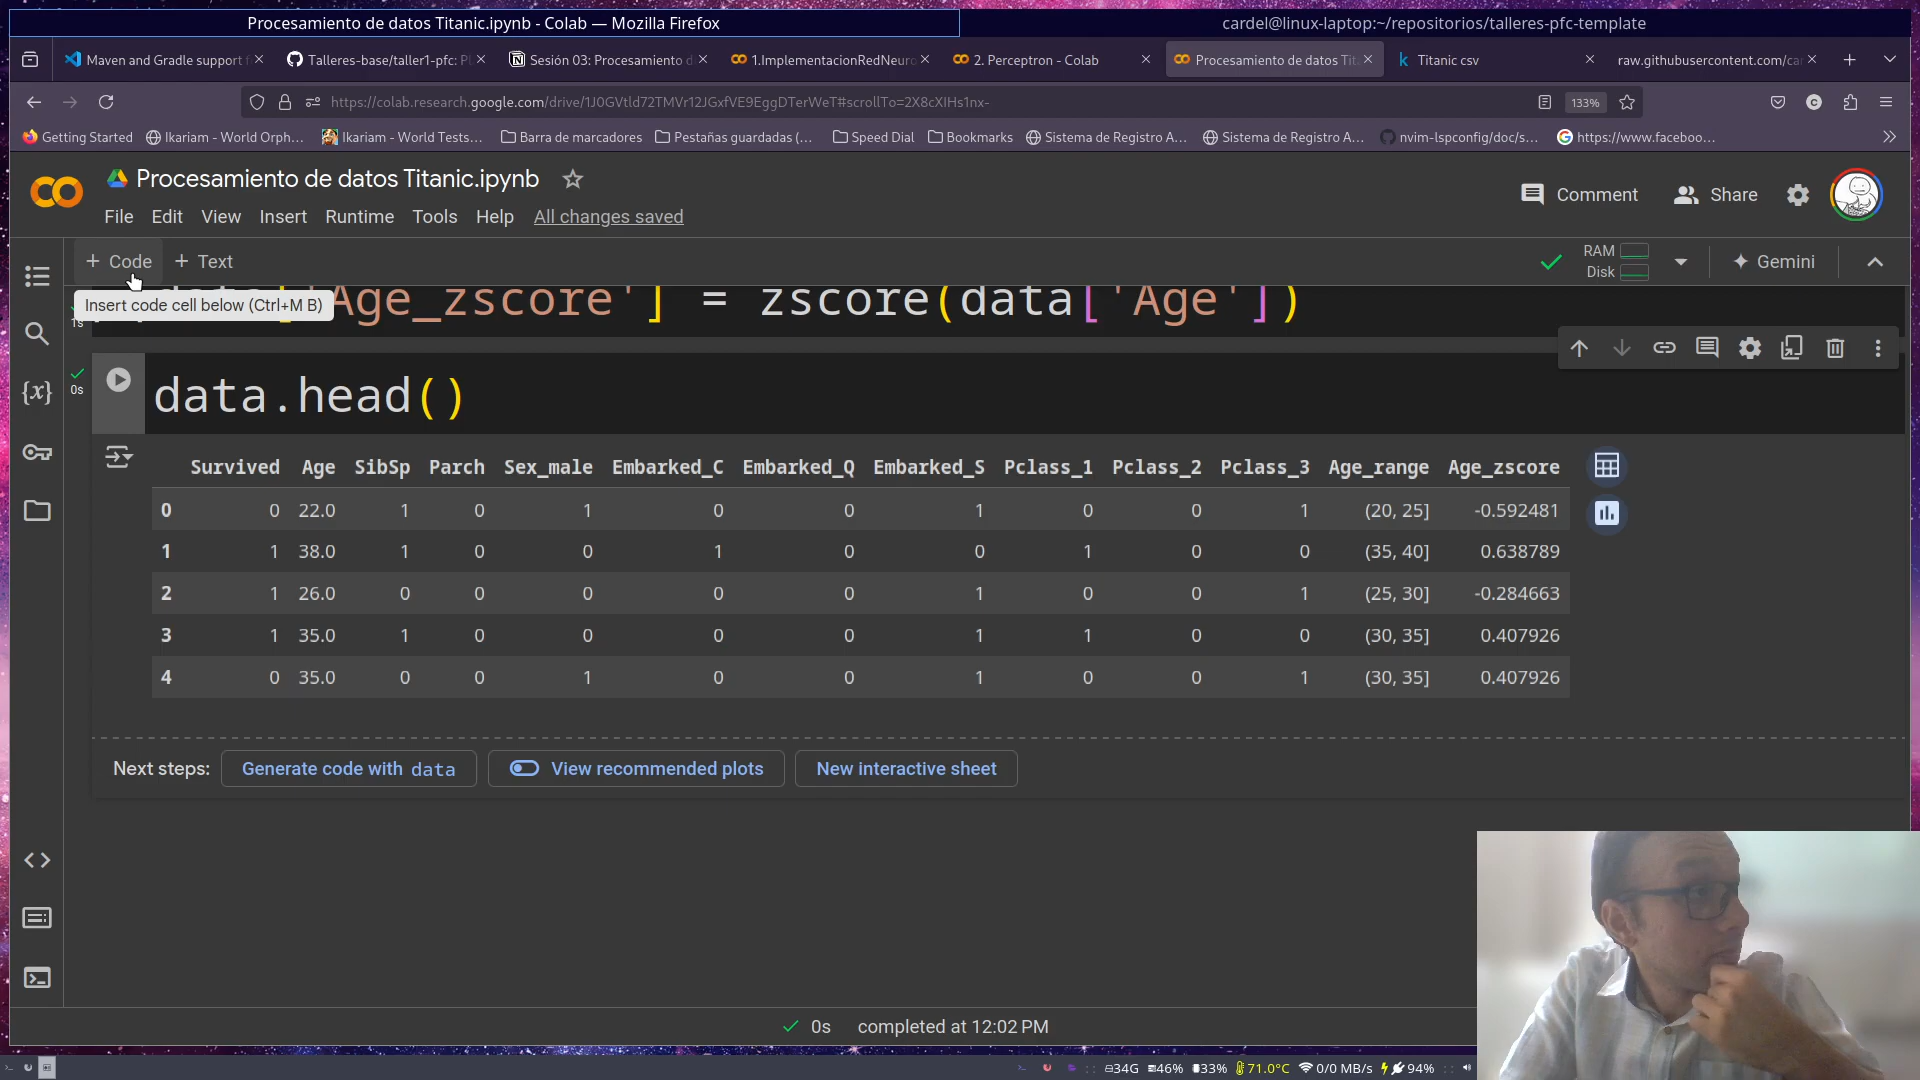 Procesamiento de datos Titanic.ipynb - Colab — Mozilla Firefox
cardel@linux-laptop:~/repositorios/talleres-pfc-template
Maven and Gradle support f
Talleres-base/taller1-pfc: Pl
Sesión 03: Procesamiento d
1.ImplementacionRedNeuro
2. Perceptron - Colab
Procesamiento de datos Tita
Titanic csv
raw.githubusercontent.com/car
https://colab.research.google.com/drive/1J0GVtld72TMVr12JGxfVE9EggDTerWeT#scrollTo=2X8cXIHs1nx-
133%
Getting Started
Ikariam - World Orph...
Ikariam - World Tests...
Barra de marcadores
Pestañas guardadas (...
Speed Dial
Bookmarks
Sistema de Registro A...
Sistema de Registro A...
nvim-lspconfig/doc/s...
https://www.faceboo...
Procesamiento de datos Titanic.ipynb
File Edit View Insert Runtime Tools Help All changes saved
Comment
Share
+ Code + Text
RAM
Disk
Gemini
Insert code cell below (Ctrl+M B)
Age_zscore'] = zscore(data['Age'])
1s
0s
data.head()
Survived Age SibSp Parch Sex_male Embarked_C Embarked_Q Embarked_S Pclass_1 Pclass_2 Pclass_3 Age_range Age_zscore
0 0 22.0 1 0 1 0 0 1 0 0 1 (20, 25] -0.592481
1 1 38.0 1 0 0 1 0 0 1 0 0 (35, 40] 0.638789
2 1 26.0 0 0 0 0 0 1 0 0 1 (25, 30] -0.284663
3 1 35.0 1 0 0 0 0 1 1 0 0 (30, 35] 0.407926
4 0 35.0 0 0 1 0 0 1 0 0 1 (30, 35] 0.407926
Next steps: Generate code with data View recommended plots New interactive sheet
0s completed at 12:02 PM
34G 46% 33% 71.0°C 0/0 MB/s 94%